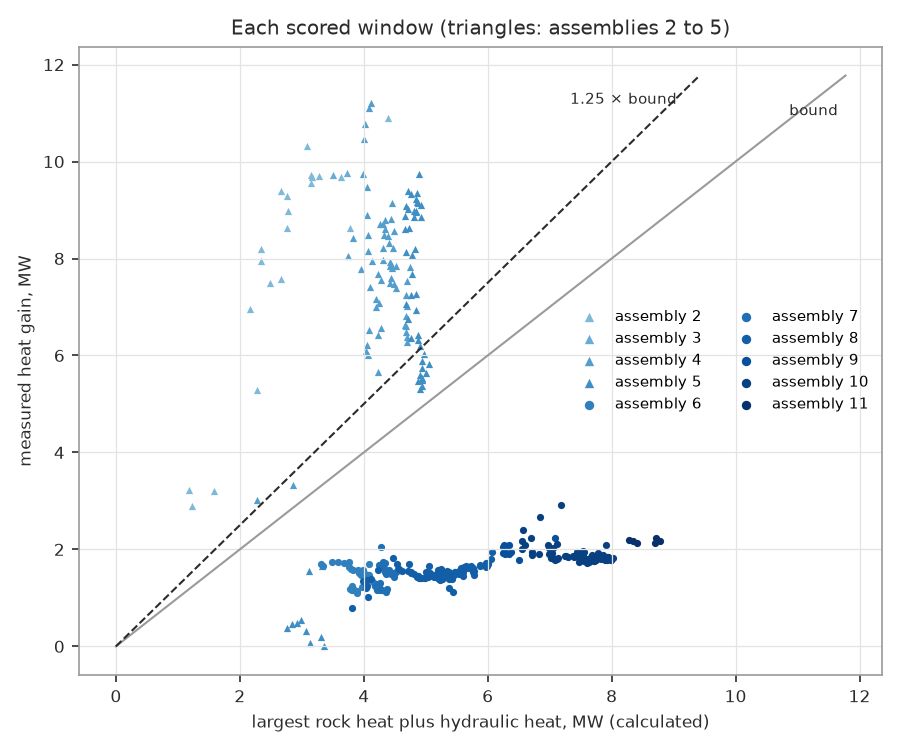 Each scored window (triangles: assemblies 2 to 5)
measured heat gain, MW
12
10
8
6
4
2
0
1.25 × bound
bound
assembly 2
assembly 3
assembly 4
assembly 5
assembly 6
assembly 7
assembly 8
assembly 9
assembly 10
assembly 11
0 2 4 6 8 10 12
largest rock heat plus hydraulic heat, MW (calculated)